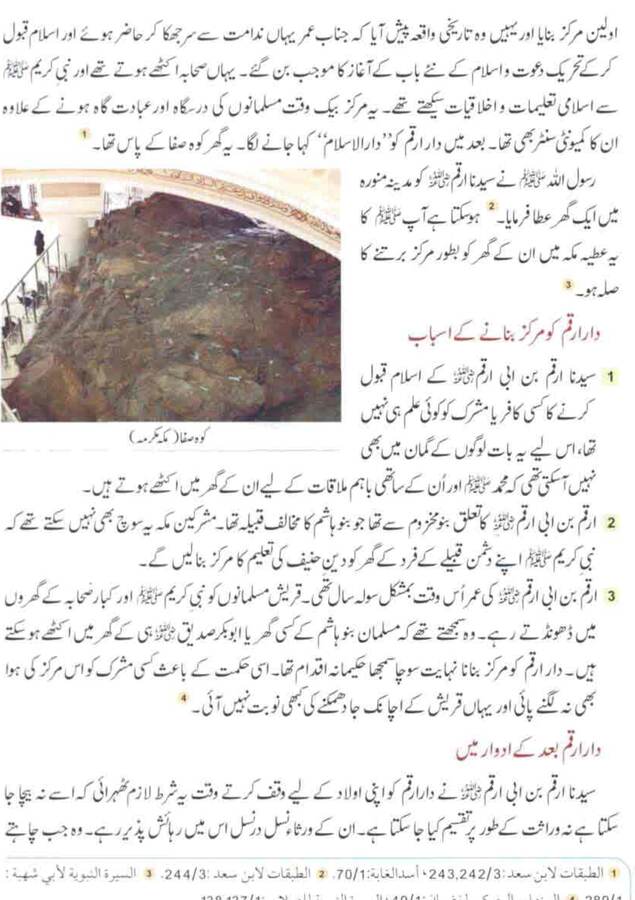 اولین مرکز بنایا اور یہیں وہ تاریخی واقعہ پیش آیا کہ جناب عمر یہاں ندامت سے سر جھکا کر حاضر ہوئے اور اسلام قبول
کر کے تحریک دعوت و اسلام کے نئے باب کے آغاز کا موجب بن گئے۔ یہاں صحابہ اکٹھے ہوتے تھے اور نبی کریم ﷺ
سے اسلامی تعلیمات و اخلاقیات سیکھتے تھے۔ یہ مرکز بیک وقت مسلمانوں کی درسگاہ اور عبادت گاہ ہونے کے علاوہ
ان کا کمیونٹی سنٹر بھی تھا۔ بعد میں دار ارقم کو ”دار الاسلام“ کہا جانے لگا۔ یہ گھر کوہ صفا کے پاس تھا۔ 1
رسول اللہ ﷺ نے سیدنا ارقم رضی اللہ عنہ کو مدینہ منورہ
میں ایک گھر عطا فرمایا۔ 2 ہو سکتا ہے آپ ﷺ کا
یہ عطیہ مکہ میں ان کے گھر کو بطور مرکز برتنے کا
صلہ ہو۔ 3
دار ارقم کو مرکز بنانے کے اسباب
1 سیدنا ارقم بن ابی ارقم رضی اللہ عنہ کے اسلام قبول
کرنے کا کسی کافر یا مشرک کو کوئی علم ہی نہیں
تھا، اس لیے یہ بات لوگوں کے گمان میں بھی
کوہ صفا (مکہ مکرمہ)
نہیں آ سکتی تھی کہ محمد ﷺ اور اُن کے ساتھی باہم ملاقات کے لیے ان کے گھر میں اکٹھے ہوتے ہیں۔
2 ارقم بن ابی ارقم رضی اللہ عنہ کا تعلق بنو مخزوم سے تھا جو بنو ہاشم کا مخالف قبیلہ تھا۔ مشرکین مکہ یہ سوچ بھی نہیں سکتے تھے کہ
نبی کریم ﷺ اپنے دشمن قبیلے کے فرد کے گھر کو دینِ حنیف کی تعلیم کا مرکز بنا لیں گے۔
3 ارقم بن ابی ارقم رضی اللہ عنہ کی عمر اُس وقت بمشکل سولہ سال تھی۔ قریش مسلمانوں کو نبی کریم ﷺ اور کبار صحابہ کے گھروں
میں ڈھونڈتے رہے۔ وہ سمجھتے تھے کہ مسلمان بنو ہاشم کے کسی گھر یا ابوبکر صدیق رضی اللہ عنہ ہی کے گھر میں اکٹھے ہو سکتے
ہیں۔ دار ارقم کو مرکز بنانا نہایت سوچا سمجھا حکیمانہ اقدام تھا۔ اسی حکمت کے باعث کسی مشرک کو اس مرکز کی ہوا
بھی نہ لگنے پائی اور یہاں قریش کے اچانک جا دھمکنے کی کبھی نوبت نہیں آئی۔ 4
دار ارقم بعد کے ادوار میں
سیدنا ارقم بن ابی ارقم رضی اللہ عنہ نے دار ارقم کو اپنی اولاد کے لیے وقف کرتے وقت یہ شرط لازم ٹھہرائی کہ اسے نہ بیچا جا
سکتا ہے نہ وراثت کے طور پر تقسیم کیا جا سکتا ہے۔ ان کے ورثاء نسل در نسل اس میں رہائش پذیر رہے۔ وہ جب چاہتے
1 الطبقات لابن سعد: 243,242/3، أسد الغابة: 70/1. 2 الطبقات لابن سعد: 244/3. 3 السيرة النبوية لأبي شهبة: